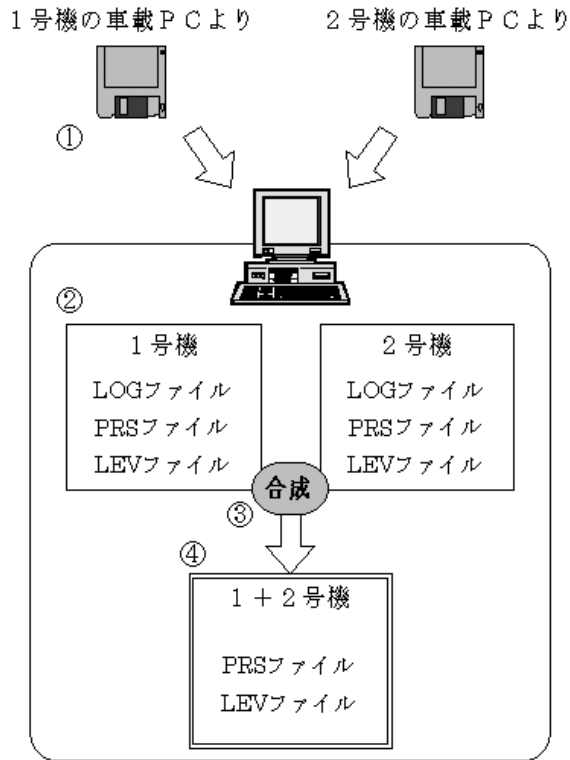 1号機の車載PCより
2号機の車載PCより
①
②
1号機
LOGファイル
PRSファイル
LEVファイル
2号機
LOGファイル
PRSファイル
LEVファイル
合成
③
④
1+2号機
PRSファイル
LEVファイル